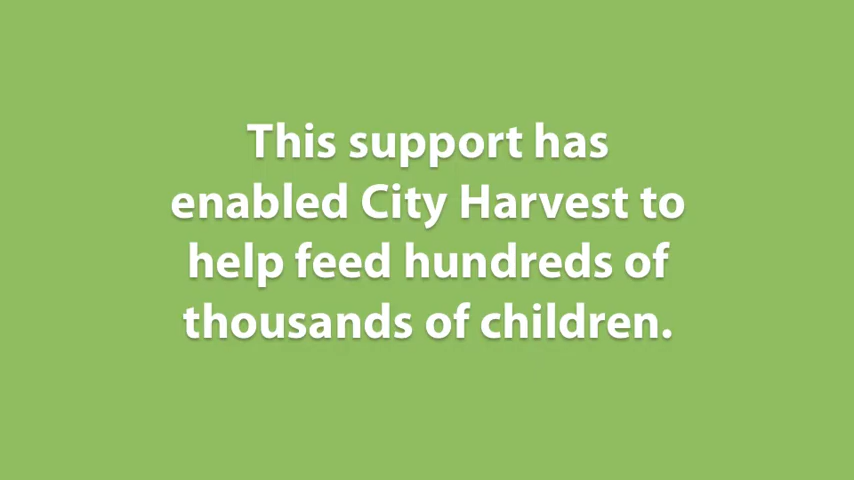 This support has
enabled City Harvest to
help feed hundreds of
thousands of children.